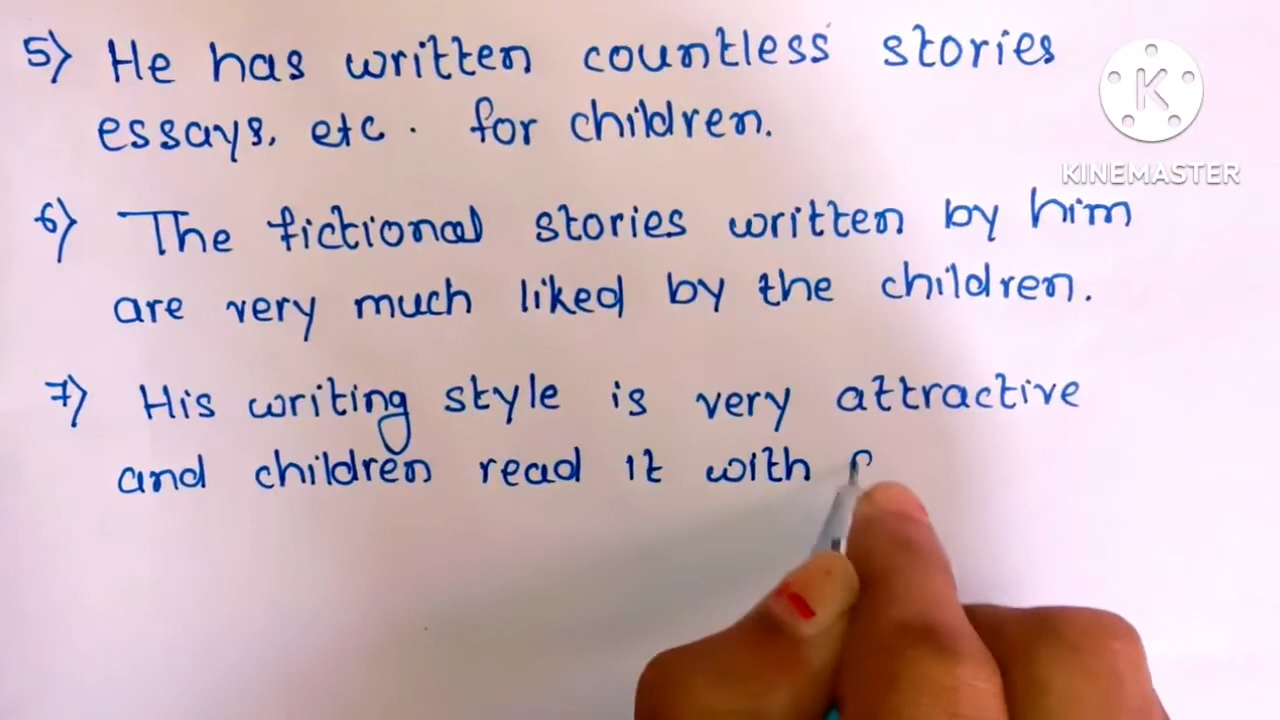 5) He has written countless stories
essays, etc. for children.
6) The fictional stories written by him
are very much liked by the children.
7) His writing style is very attractive
and children read it with
K
KINEMASTER